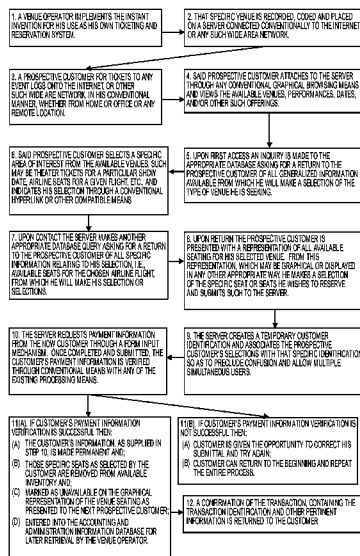 1. A VENUE OPERATOR IMPLEMENTS THE INSTANT
INVENTION FOR HIS USE AS HIS OWN TICKETING AND
RESERVATION SYSTEM.
2. THAT SPECIFIC VENUE IS RECORDED, CODED AND PLACED
ON A SERVER CONNECTED CONVENTIONALLY TO THE INTERNET
OR ANY SUCH WIDE AREA NETWORK.
3. A PROSPECTIVE CUSTOMER FOR TICKETS TO ANY
EVENT LOGS ONTO THE INTERNET, OR OTHER
SUCH WIDE ARE NETWORK, IN HIS CONVENTIONAL
MANNER, WHETHER FROM HOME OR OFFICE OR ANY
REMOTE LOCATION.
4. SAID PROSPECTIVE CUSTOMER ATTACHES TO THE SERVER
THROUGH ANY CONVENTIONAL GRAPHICAL BROWSING MEANS
AND VIEWS THE AVAILABLE VENUES, PERFORMANCES, DATES,
AND/OR OTHER SUCH OFFERINGS.
6. SAID PROSPECTIVE CUSTOMER SELECTS A SPECIFIC
AREA OF INTEREST FROM THE AVAILABLE VENUES. SUCH
MAY BE THEATER TICKETS FOR A PARTICULAR SHOW
DATE, AIRLINE SEATS FOR A GIVEN FLIGHT, ETC. AND
INDICATES HIS SELECTION THROUGH A CONVENTIONAL
HYPERLINK OR OTHER COMPATIBLE MEANS.
5. UPON FIRST ACCESS AN INQUIRY IS MADE TO THE
APPROPRIATE DATABASE ASKING FOR A RETURN TO THE
PROSPECTIVE CUSTOMER OF ALL GENERALIZED INFORMATION
AVAILABLE FROM WHICH HE WILL MAKE A SELECTION OF THE
TYPE OF VENUE HE IS SEEKING.
7. UPON CONTACT THE SERVER MAKES ANOTHER
APPROPRIATE DATABASE QUERY ASKING FOR A RETURN
TO THE PROSPECTIVE CUSTOMER OF ALL SPECIFIC
INFORMATION RELATING TO HIS SELECTION, I.E.,
AVAILABLE SEATS FOR THE CHOSEN AIRLINE FLIGHT,
FROM WHICH HE WILL MAKE HIS SELECTION OR
SELECTIONS.
8. UPON RETURN THE PROSPECTIVE CUSTOMER IS
PRESENTED WITH A REPRESENTATION OF ALL AVAILABLE
SEATING FOR HIS SELECTED VENUE. FROM THIS
REPRESENTATION, WHICH MAY BE GRAPHICAL OR DISPLAYED
IN ANY OTHER APPROPRIATE WAY, HE MAKES A SELECTION
OF THE SPECIFIC SEAT OR SEATS HE WISHES TO RESERVE
AND SUBMITS SUCH TO THE SERVER.
10. THE SERVER REQUESTS PAYMENT INFORMATION
FROM THE NOW CUSTOMER THROUGH A FORM INPUT
MECHANISM. ONCE COMPLETED AND SUBMITTED, THE
CUSTOMER'S PAYMENT INFORMATION IS VERIFIED
THROUGH CONVENTIONAL MEANS WITH ANY OF THE
EXISTING PROCESSING MEANS.
9. THE SERVER CREATES A TEMPORARY CUSTOMER
IDENTIFICATION AND ASSOCIATES THE PROSPECTIVE
CUSTOMER'S SELECTIONS WITH THAT SPECIFIC IDENTIFICATION
SO AS TO PRECLUDE CONFUSION AND ALLOW MULTIPLE
SIMULTANEOUS USERS.
11(A). IF CUSTOMER'S PAYMENT INFORMATION
VERIFICATION IS SUCCESSFUL THEN:
(A) THE CUSTOMER'S INFORMATION, AS SUPPLIED IN
STEP 10, IS MADE PERMANENT AND;
(B) THOSE SPECIFIC SEATS AS SELECTED BY THE
CUSTOMER ARE REMOVED FROM AVAILABLE
INVENTORY AND;
(C) MARKED AS UNAVAILABLE ON THE GRAPHICAL
REPRESENTATION OF THE VENUE SEATING AS
PRESENTED TO THE NEXT PROSPECTIVE CUSTOMER;
(D) ENTERED INTO THE ACCOUNTING AND
ADMINISTRATION INFORMATION DATABASE FOR
LATER RETRIEVAL BY THE VENUE OPERATOR.
11(B). IF CUSTOMER'S PAYMENT INFORMATION VERIFICATION IS
NOT SUCCESSFUL THEN:
(A) CUSTOMER IS GIVEN THE OPPORTUNITY TO CORRECT HIS
SUBMITTAL AND TRY AGAIN;
(B) CUSTOMER CAN RETURN TO THE BEGINNING AND REPEAT
THE ENTIRE PROCESS.
12. A CONFIRMATION OF THE TRANSACTION, CONTAINING THE
TRANSACTION IDENTIFICATION AND OTHER PERTINENT
INFORMATION IS RETURNED TO THE CUSTOMER